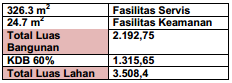 326.3 m² Fasilitas Servis
24.7 m² Fasilitas Keamanan
Total Luas Bangunan 2.192,75
KDB 60% 1.315,65
Total Luas Lahan 3.508,4